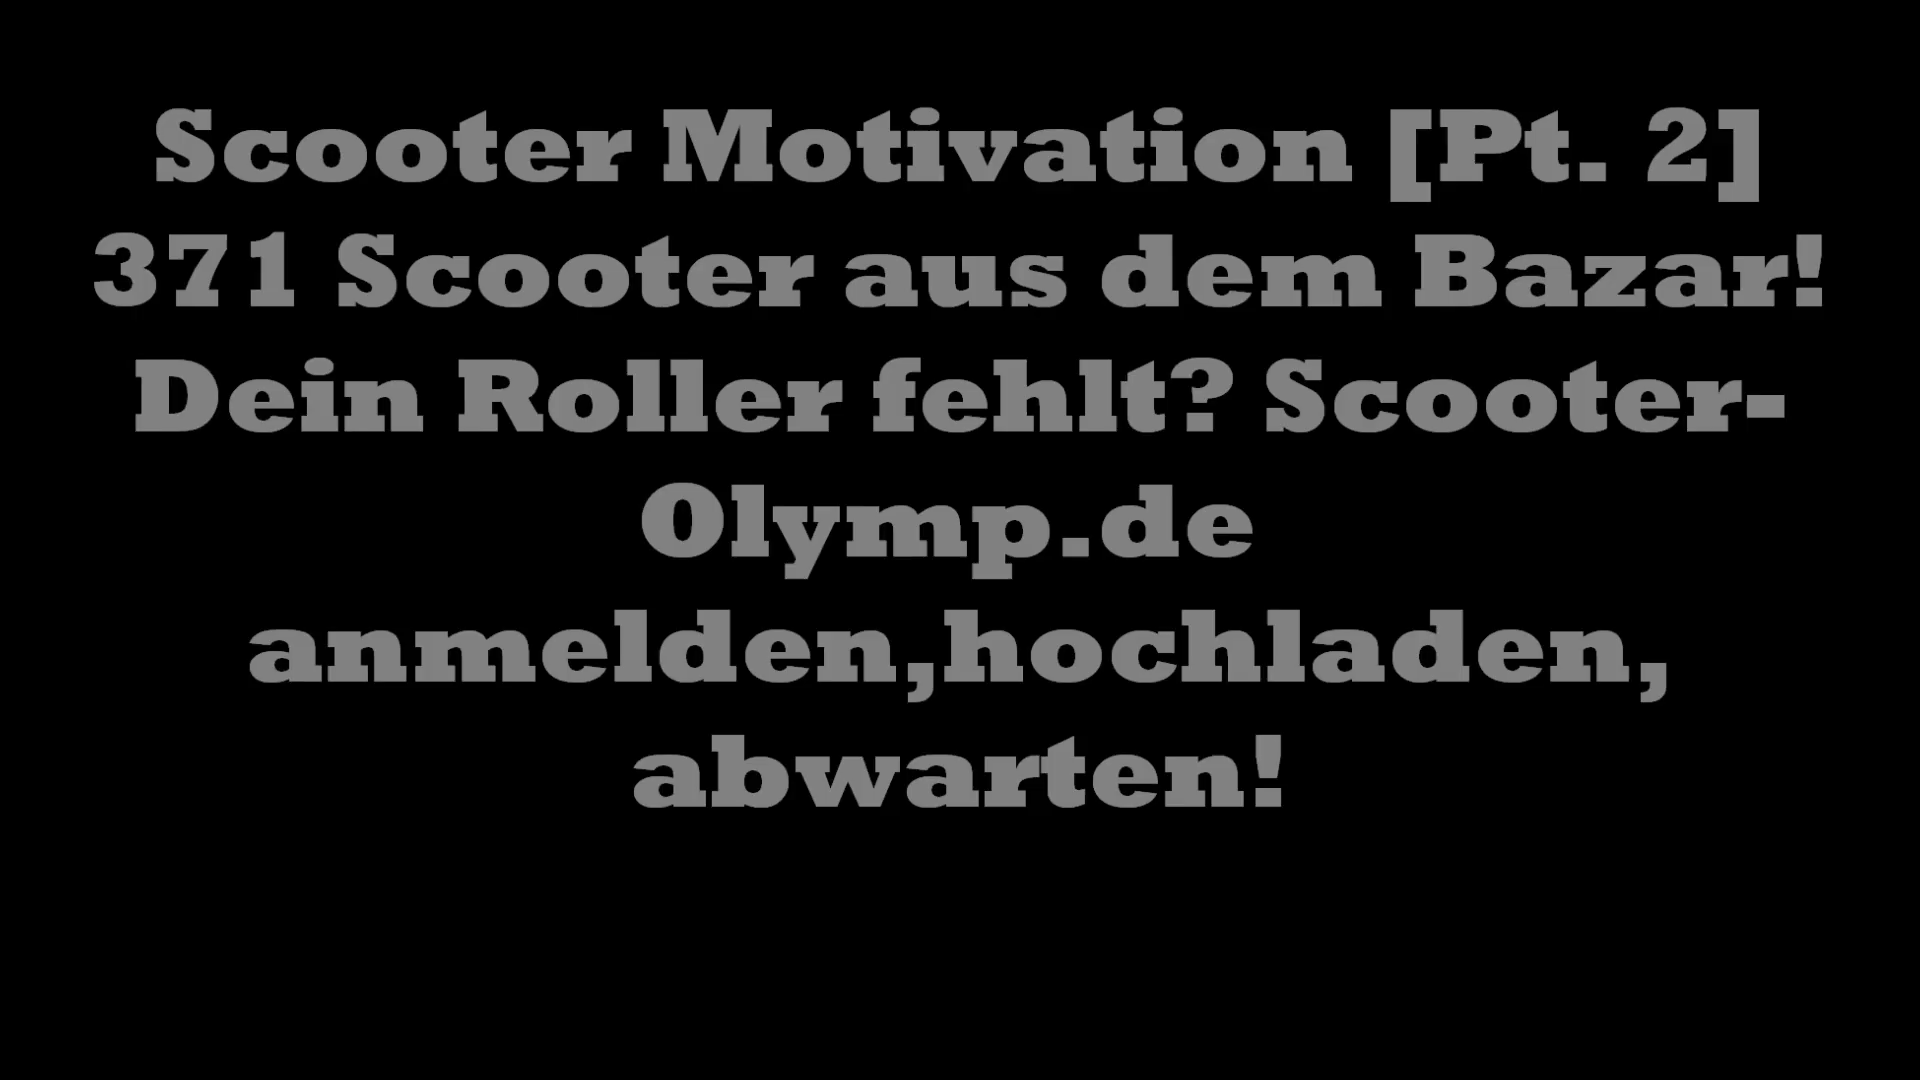 Scooter Motivation [Pt. 2]
371 Scooter aus dem Bazar!
Dein Roller fehlt? Scooter-
Olymp.de
anmelden,hochladen,
abwarten!